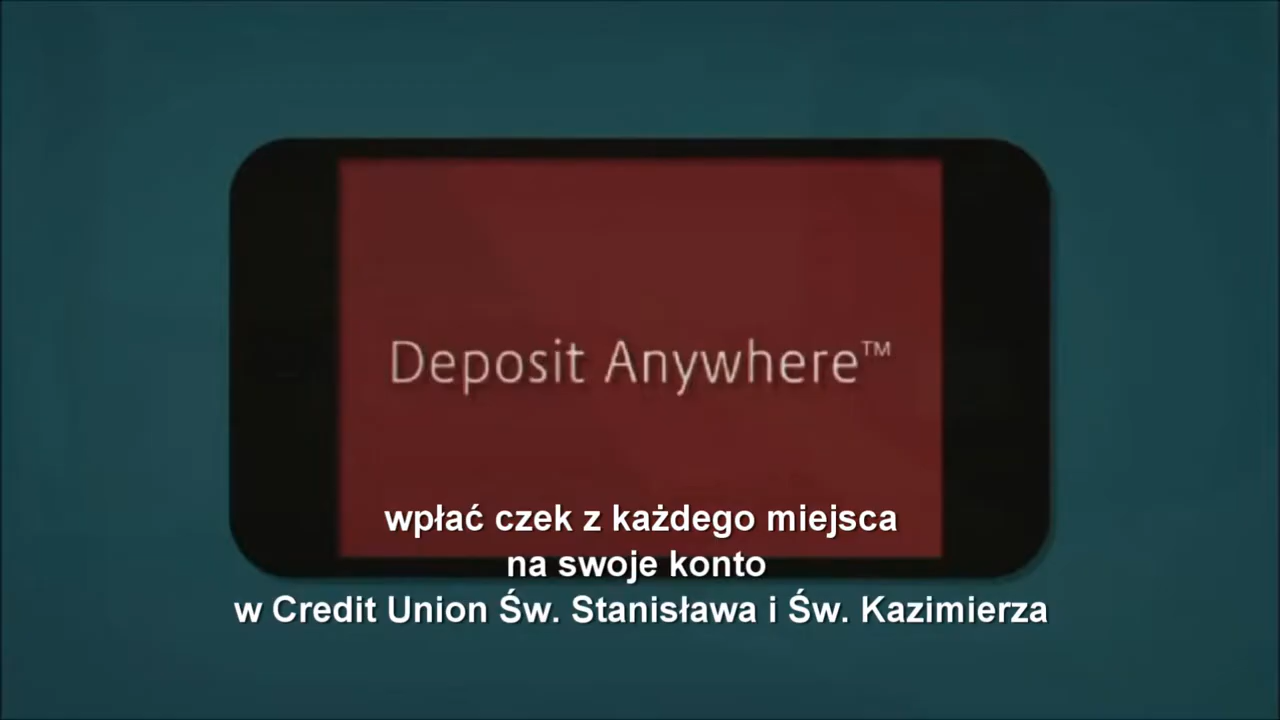 Deposit Anywhere™
wpłać czek z każdego miejsca
na swoje konto
w Credit Union Św. Stanisława i Św. Kazimierza